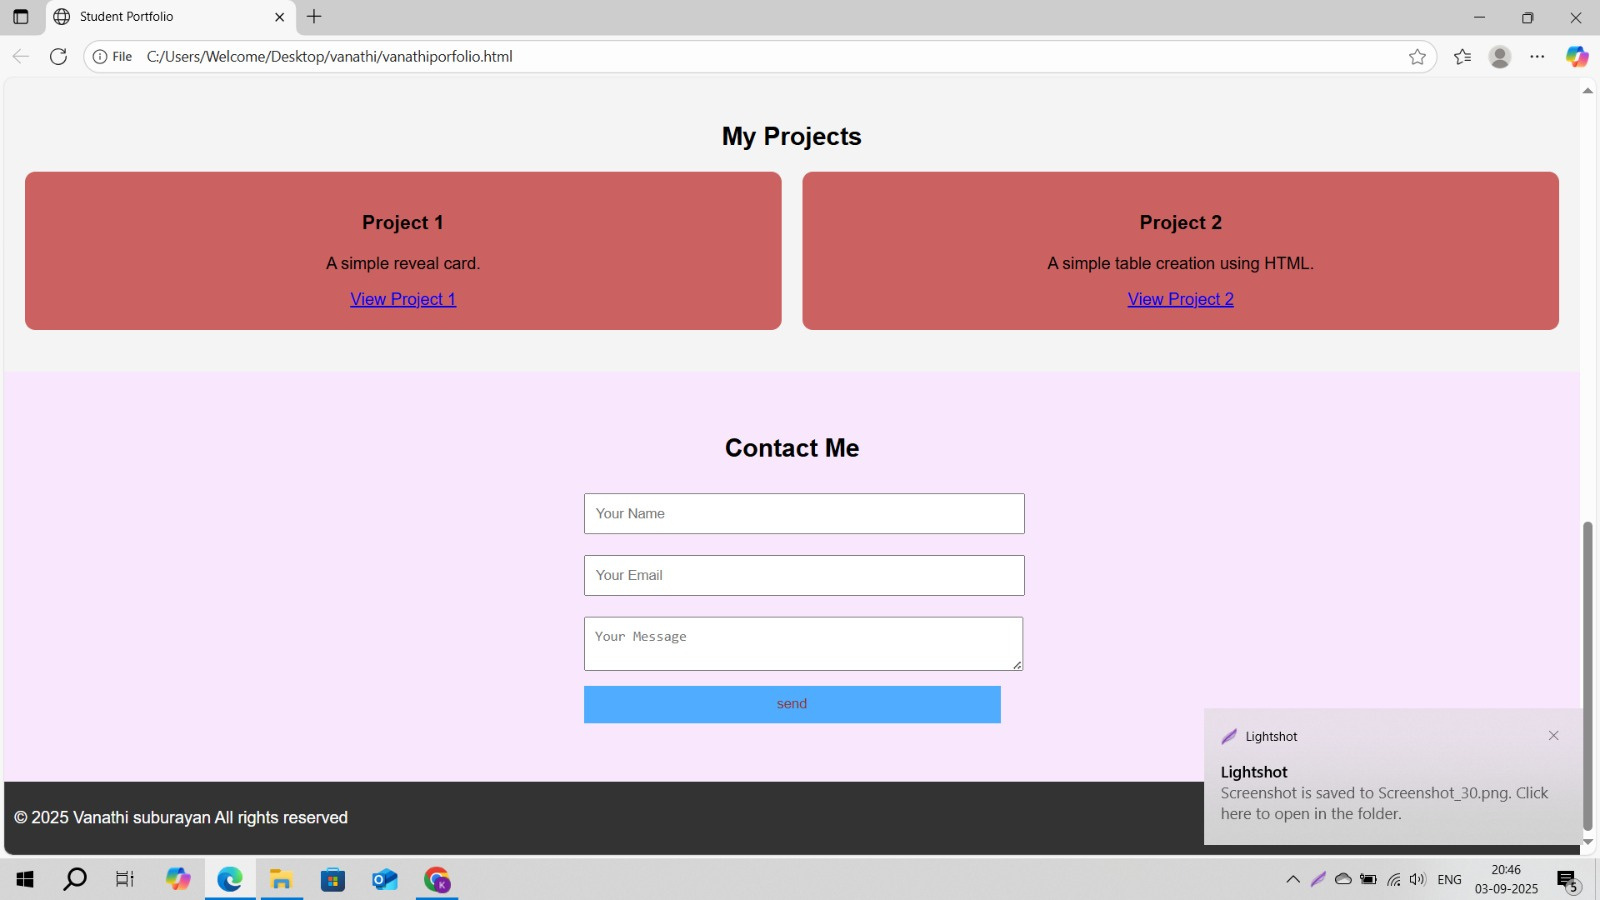 Student Portfolio
File C:/Users/Welcome/Desktop/vanathi/vanathiporfolio.html
My Projects
Project 1
A simple reveal card.
View Project 1
Project 2
A simple table creation using HTML.
View Project 2
Contact Me
Your Name
Your Email
Your Message
send
Lightshot
Lightshot
Screenshot is saved to Screenshot_30.png. Click
here to open in the folder.
© 2025 Vanathi suburayan All rights reserved
K
ENG
20:46
03-09-2025
5